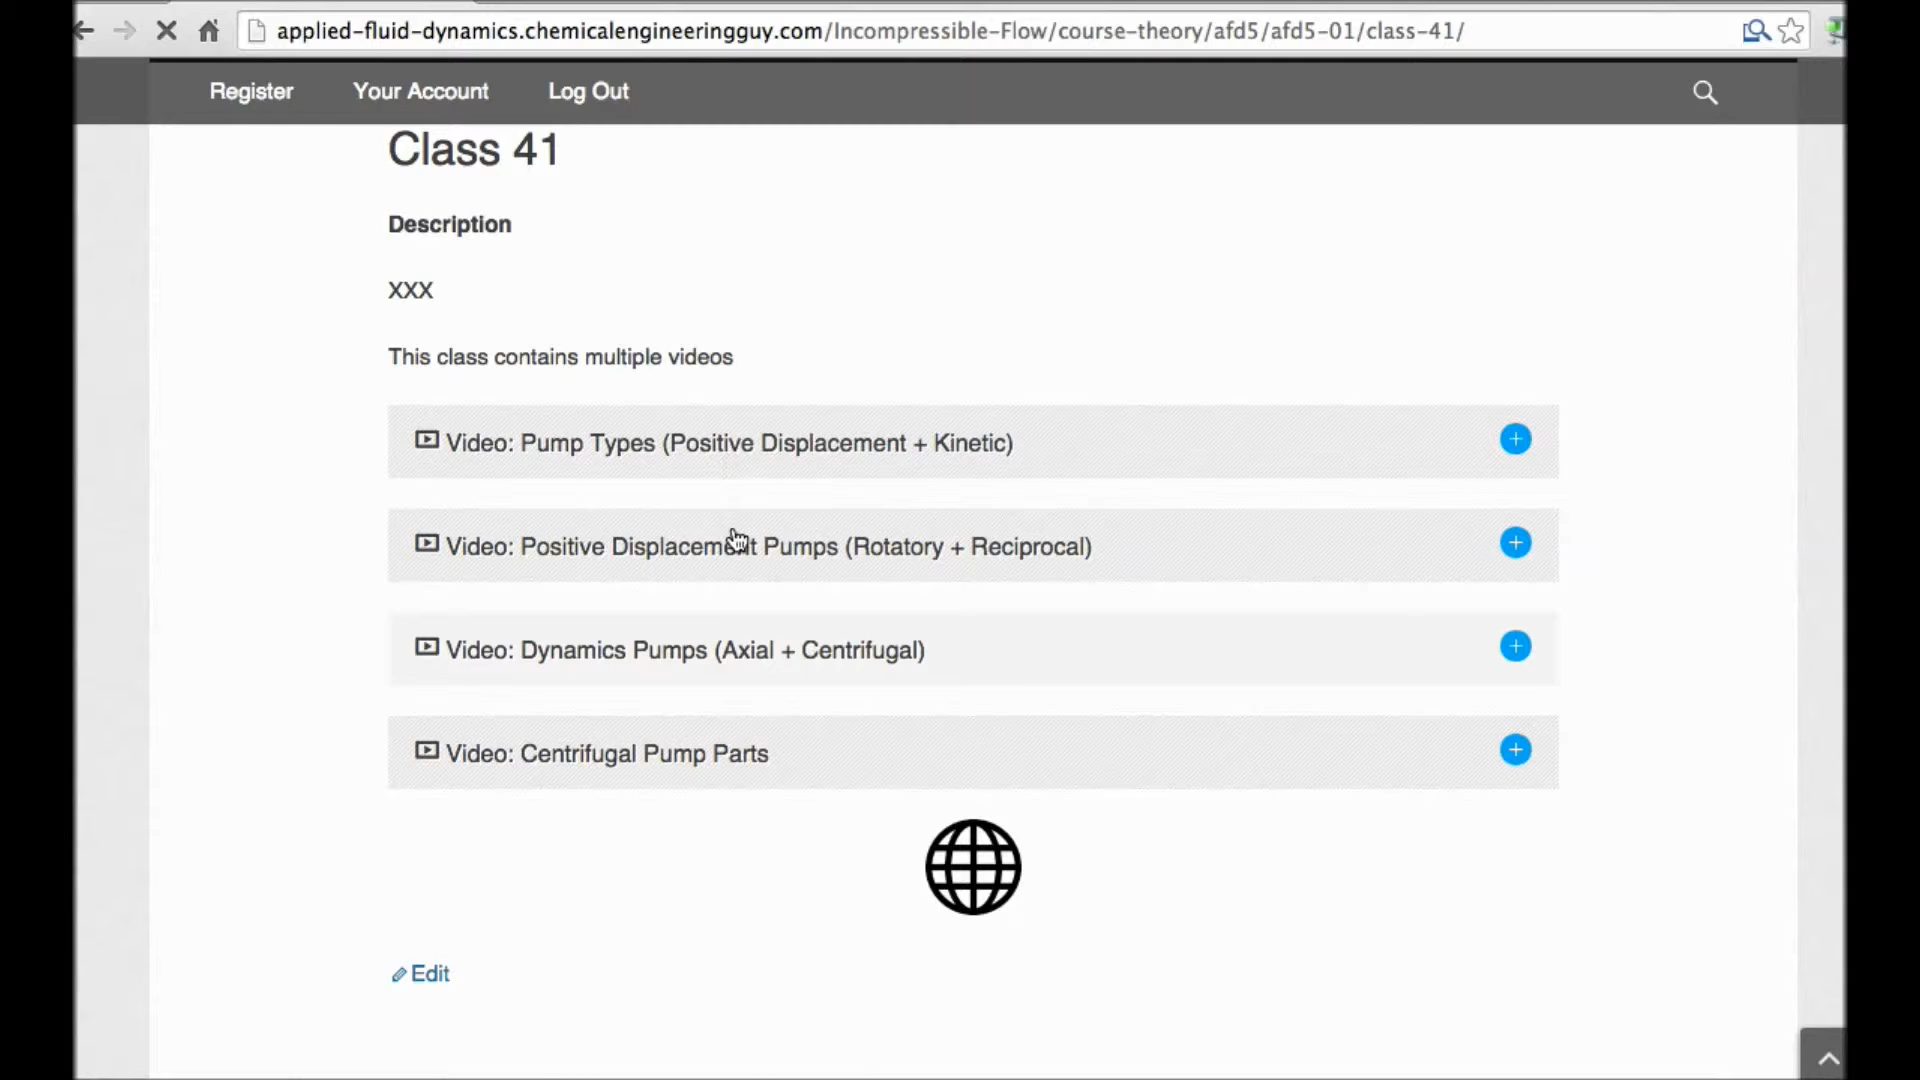 applied-fluid-dynamics.chemicalengineeringguy.com/Incompressible-Flow/course-theory/afd5/afd5-01/class-41/
Register Your Account Log Out
Class 41
Description
XXX
This class contains multiple videos
Video: Pump Types (Positive Displacement + Kinetic)
Video: Positive Displacement Pumps (Rotatory + Reciprocal)
Video: Dynamics Pumps (Axial + Centrifugal)
Video: Centrifugal Pump Parts
Edit